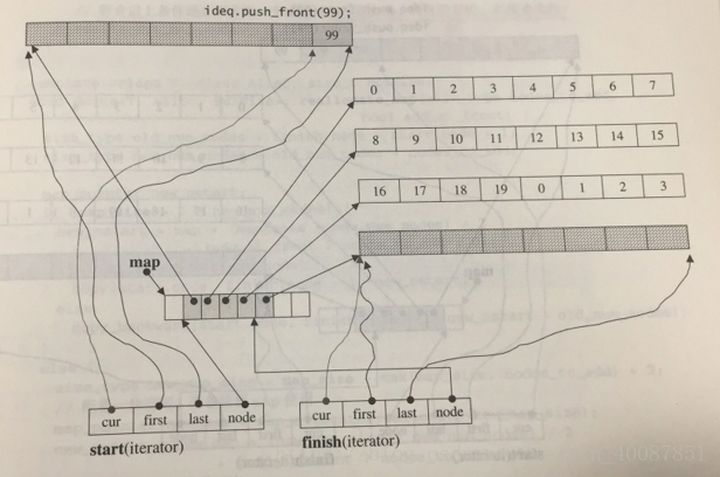 ideq.push_front(99);
99
0 1 2 3 4 5 6 7
8 9 10 11 12 13 14 15
16 17 18 19 0 1 2 3
map
cur first last node
start(iterator)
cur first last node
finish(iterator)
40087851